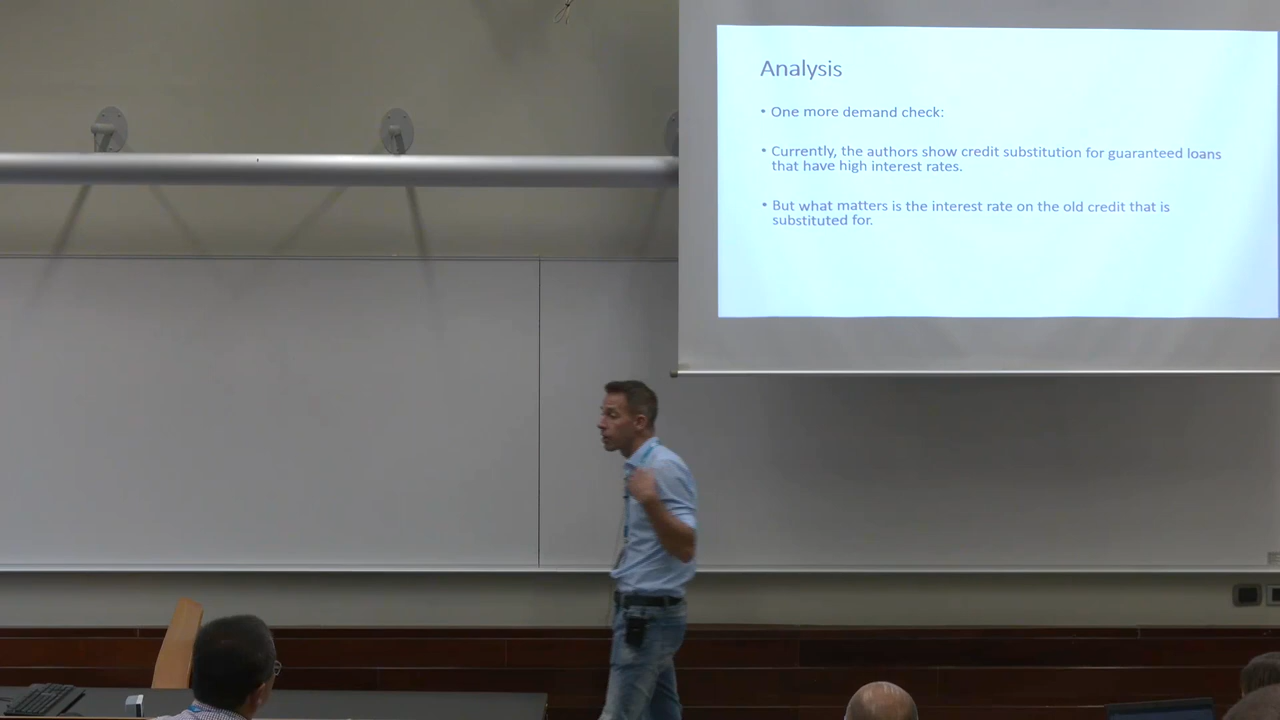 Analysis
• One more demand check:
• Currently, the authors show credit substitution for guaranteed loans
that have high interest rates.
• But what matters is the interest rate on the old credit that is
substituted for.